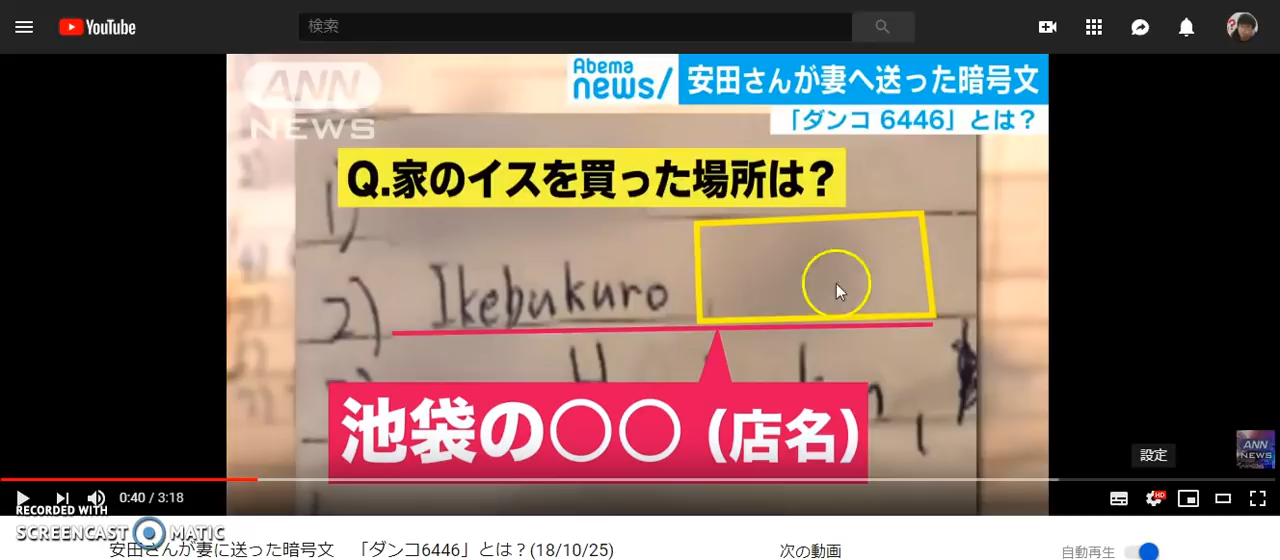 YouTube
検索
ANN
NEWS
Abema
news/
安田さんが妻へ送った暗号文
「ダンコ 6446」とは？
Q.家のイスを買った場所は？
1)
2) Ikebukuro
池袋の〇〇（店名）
設定
ANN
NEWS
0:40 / 3:18
HD
RECORDED WITH
SCREENCAST MATIC
安田さんが妻に送った暗号文　「ダンコ6446」とは？(18/10/25)
次の動画
自動再生